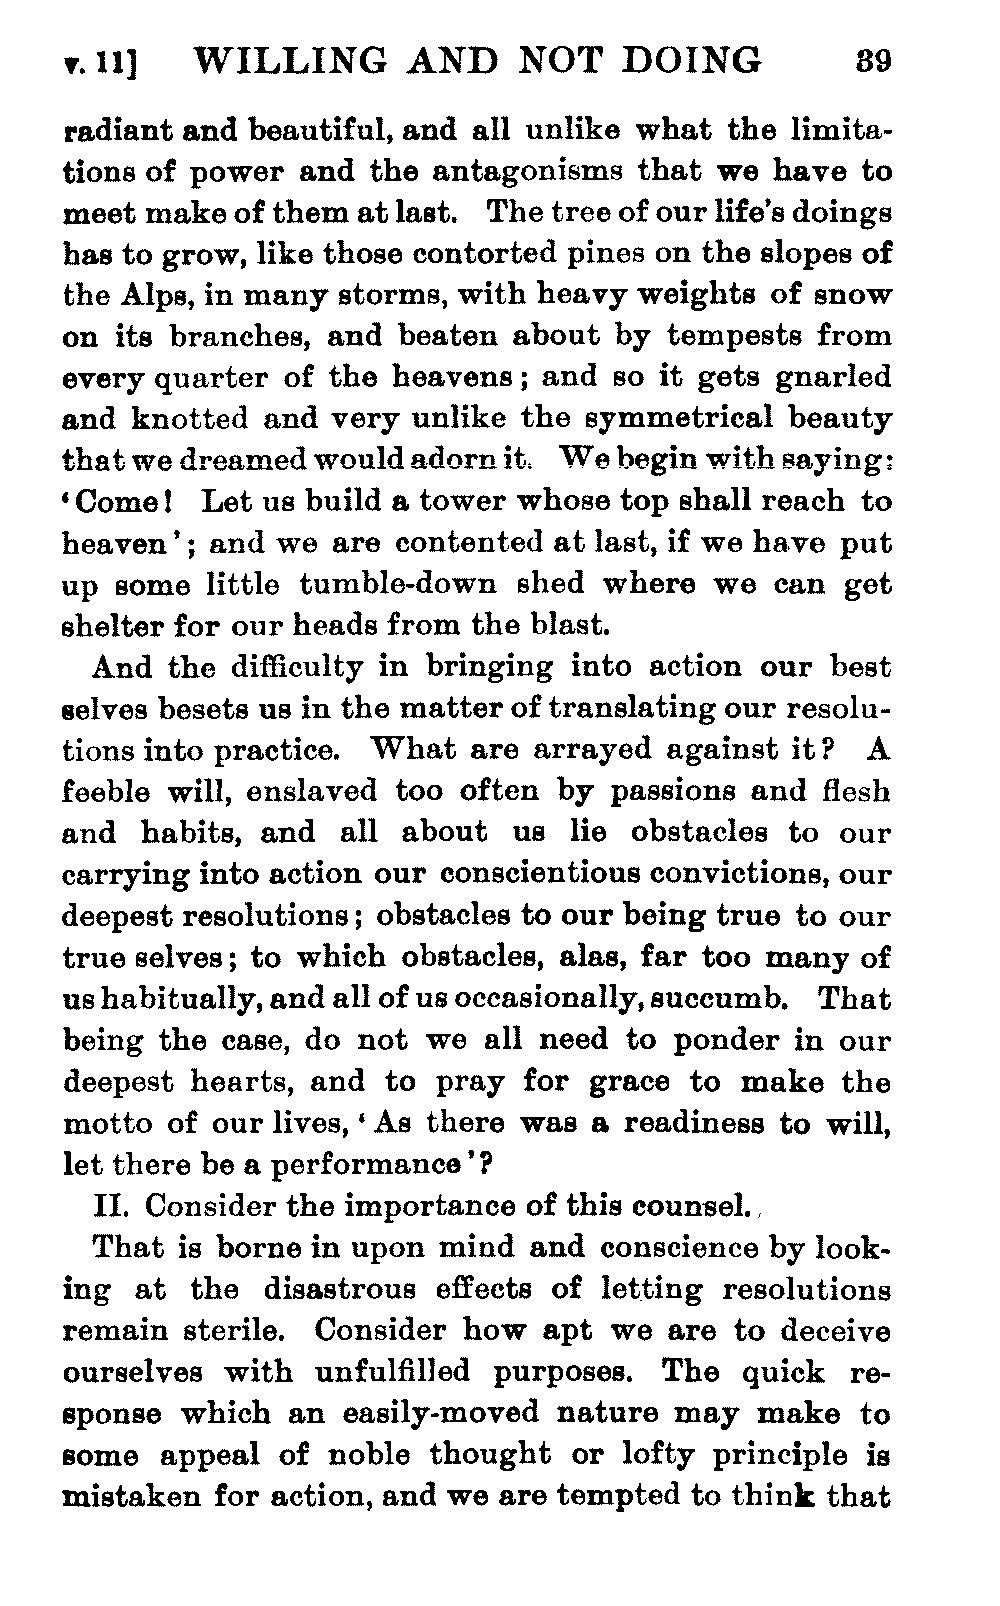 v. 11] WILLING AND NOT DOING 39
radiant and beautiful, and all unlike what the limita-
tions of power and the antagonisms that we have to
meet make of them at last. The tree of our life's doings
has to grow, like those contorted pines on the slopes of
the Alps, in many storms, with heavy weights of snow
on its branches, and beaten about by tempests from
every quarter of the heavens; and so it gets gnarled
and knotted and very unlike the symmetrical beauty
that we dreamed would adorn it. We begin with saying:
'Come! Let us build a tower whose top shall reach to
heaven'; and we are contented at last, if we have put
up some little tumble-down shed where we can get
shelter for our heads from the blast.
And the difficulty in bringing into action our best
selves besets us in the matter of translating our resolu-
tions into practice. What are arrayed against it? A
feeble will, enslaved too often by passions and flesh
and habits, and all about us lie obstacles to our
carrying into action our conscientious convictions, our
deepest resolutions; obstacles to our being true to our
true selves; to which obstacles, alas, far too many of
us habitually, and all of us occasionally, succumb. That
being the case, do not we all need to ponder in our
deepest hearts, and to pray for grace to make the
motto of our lives, 'As there was a readiness to will,
let there be a performance'?
II. Consider the importance of this counsel.
That is borne in upon mind and conscience by look-
ing at the disastrous effects of letting resolutions
remain sterile. Consider how apt we are to deceive
ourselves with unfulfilled purposes. The quick re-
sponse which an easily-moved nature may make to
some appeal of noble thought or lofty principle is
mistaken for action, and we are tempted to think that